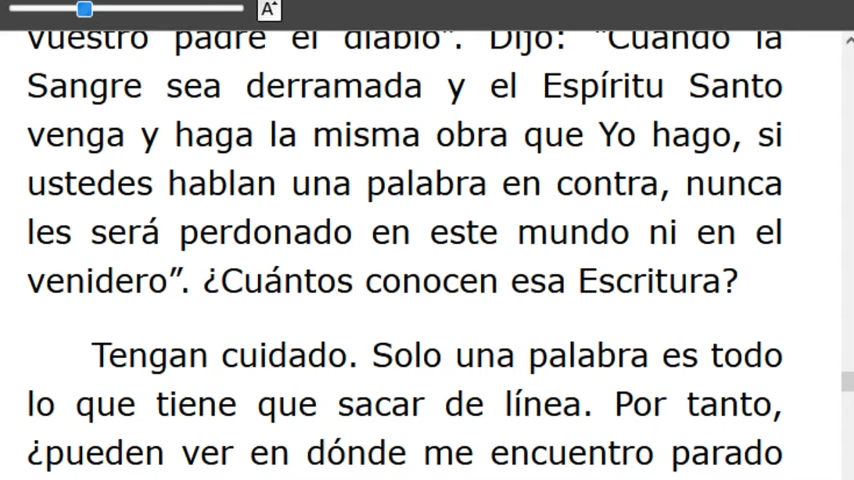 A
vuestro padre el diablo". Dijo: "Cuando la
Sangre sea derramada y el Espíritu Santo
venga y haga la misma obra que Yo hago, si
ustedes hablan una palabra en contra, nunca
les será perdonado en este mundo ni en el
venidero”. ¿Cuántos conocen esa Escritura?
Tengan cuidado. Solo una palabra es todo
lo que tiene que sacar de línea. Por tanto,
¿pueden ver en dónde me encuentro parado